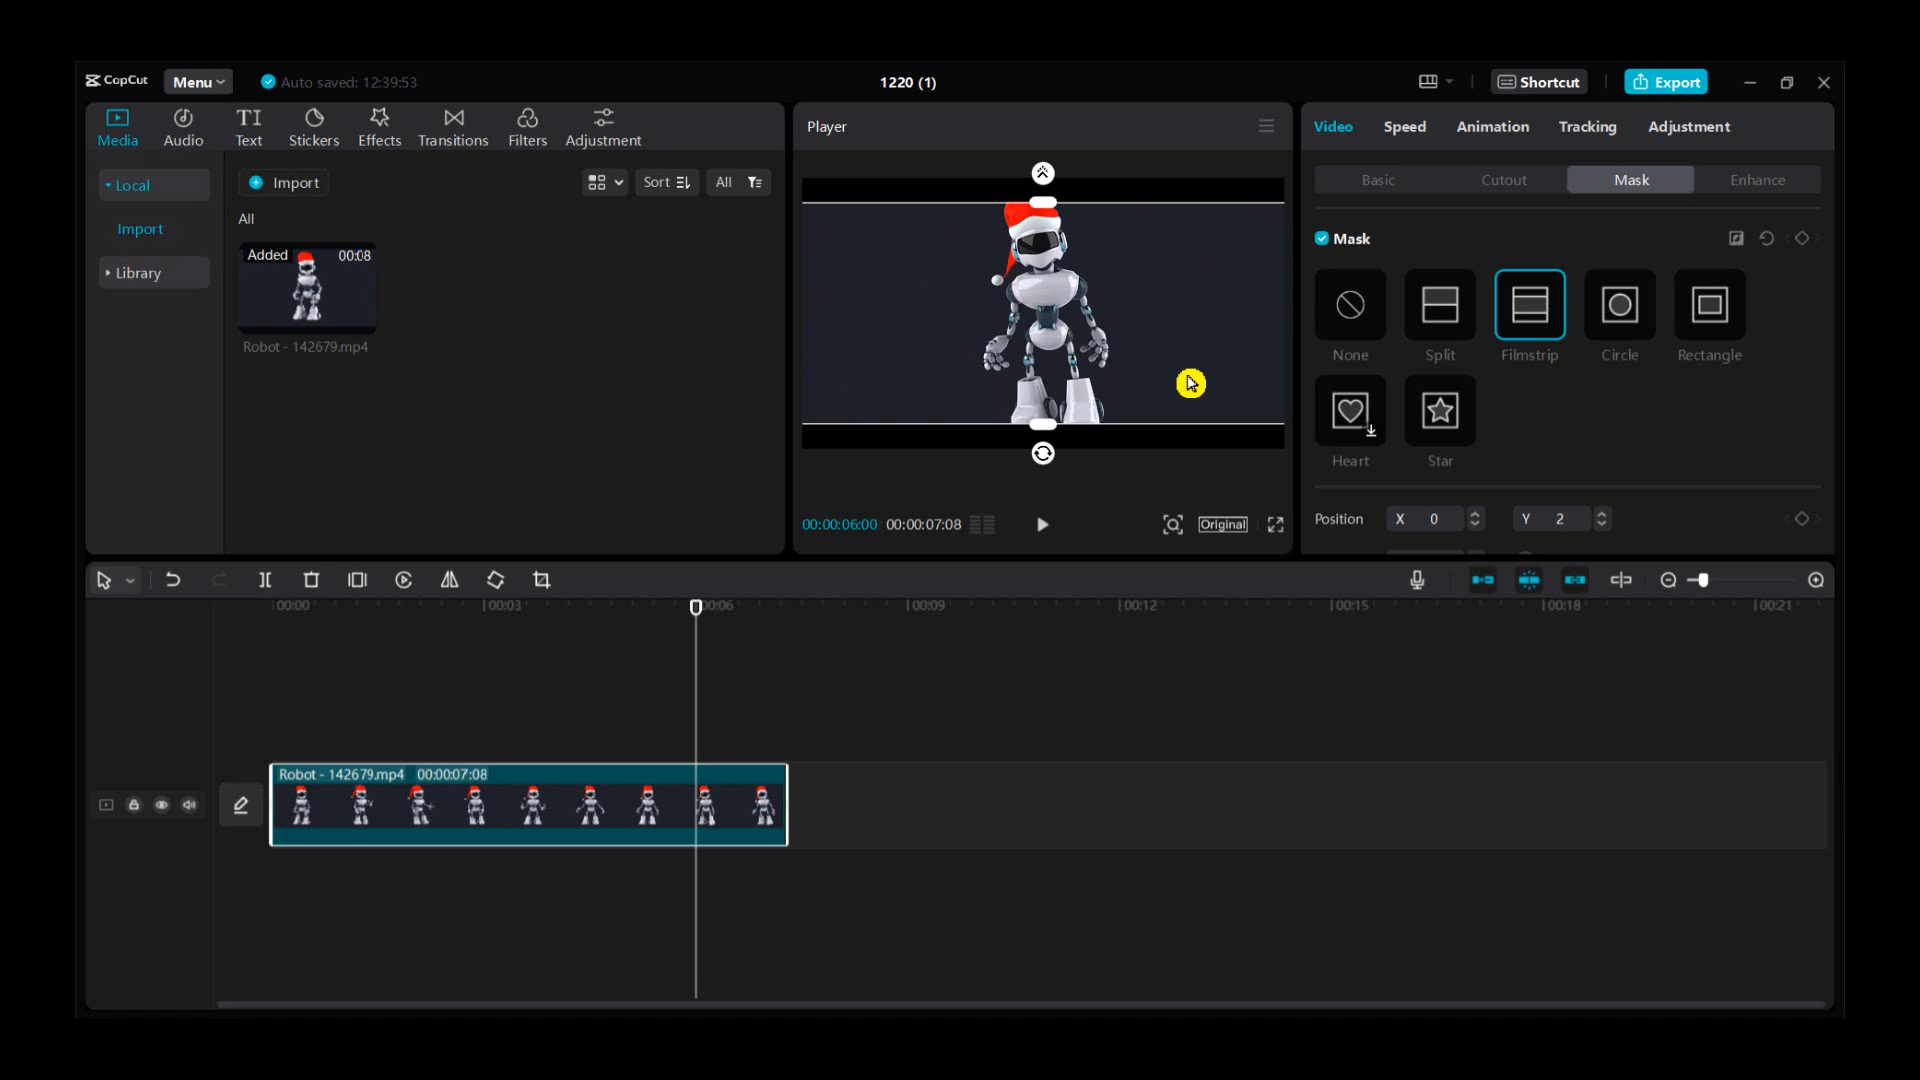 CapCut
Menu
Auto saved: 12:39:53
1220 (1)
Shortcut
Export
Media
Audio
TI
Text
Stickers
Effects
Transitions
Filters
Adjustment
Local
Import
Library
Import
Sort
All
All
Added
00:08
Robot - 142679.mp4
Player
00:00:06:00
00:00:07:08
Original
Video
Speed
Animation
Tracking
Adjustment
Basic
Cutout
Mask
Enhance
Mask
None
Split
Filmstrip
Circle
Rectangle
Heart
Star
Position
X 0
Y 2
00:00
00:03
00:06
00:09
00:12
00:15
00:18
00:21
Robot - 142679.mp4 00:00:07:08